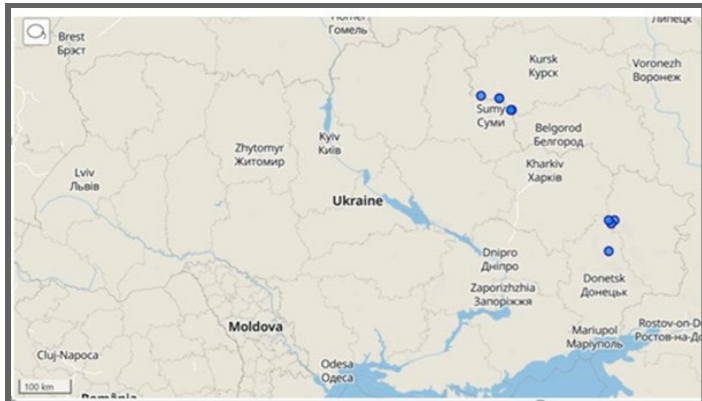 Brest
Брэст
Homel
Гомель
Липецк
Kursk
Курск
Voronezh
Воронеж
Sumy
Суми
Belgorod
Белгород
Kyiv
Київ
Zhytomyr
Житомир
Kharkiv
Харків
Lviv
Львів
Ukraine
Dnipro
Дніпро
Donetsk
Донецьк
Zaporizhzhia
Запоріжжя
Moldova
Mariupol
Маріуполь
Rostov-on-D
Ростов-на-До
Cluj-Napoca
Odesa
Одеса
100 km
România